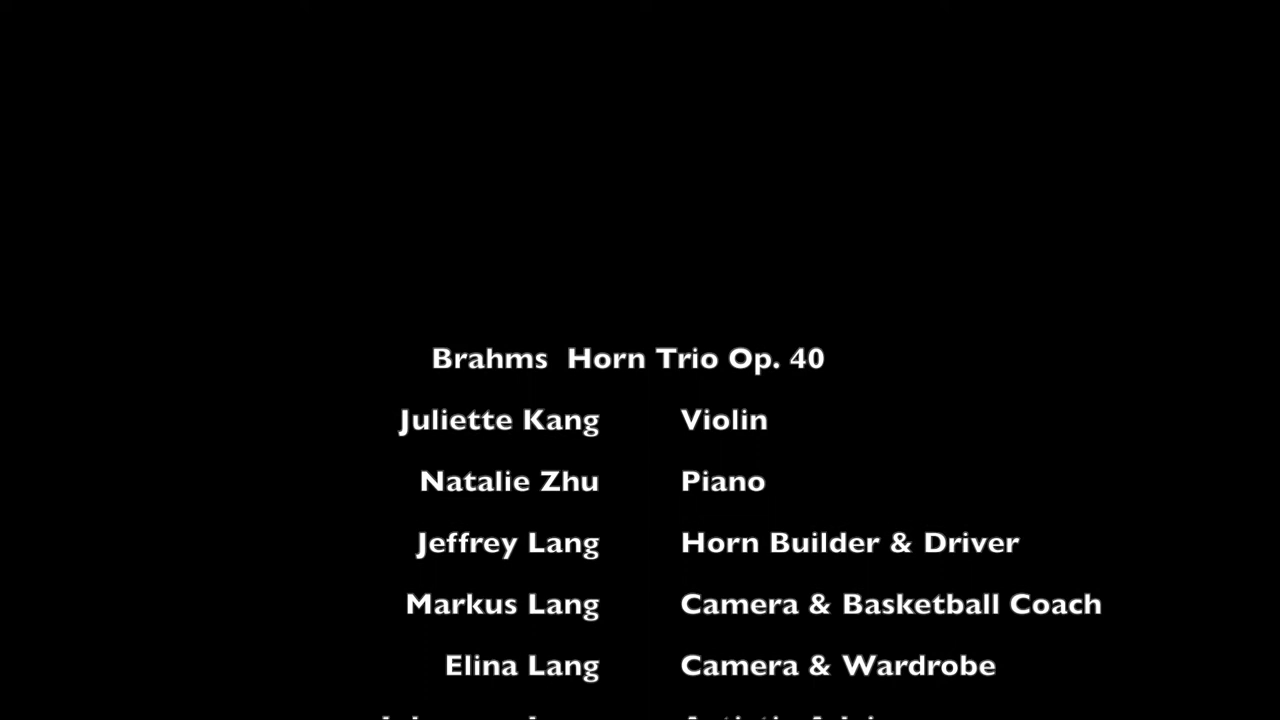 Brahms  Horn Trio Op. 40
Juliette Kang Violin
Natalie Zhu Piano
Jeffrey Lang Horn Builder & Driver
Markus Lang Camera & Basketball Coach
Elina Lang Camera & Wardrobe